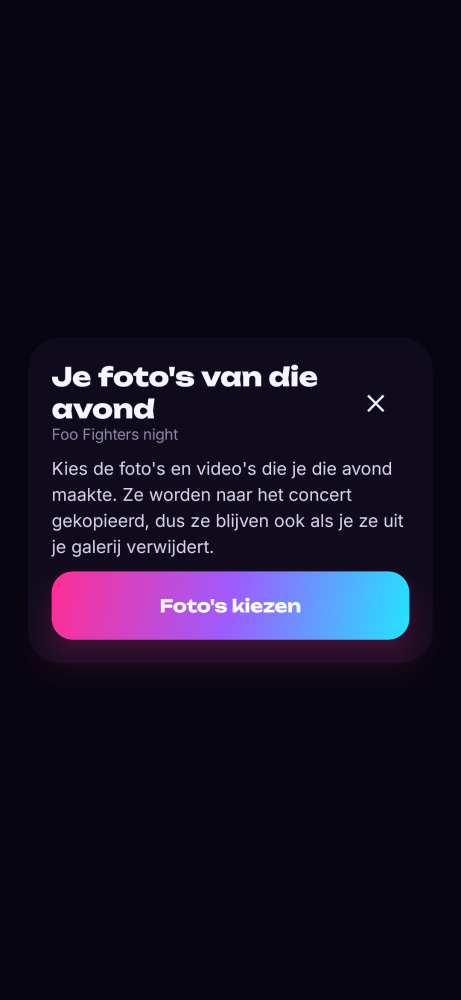 Je foto's van die
avond
Foo Fighters night
Kies de foto's en video's die je die avond
maakte. Ze worden naar het concert
gekopieerd, dus ze blijven ook als je ze uit
je galerij verwijdert.
Foto's kiezen